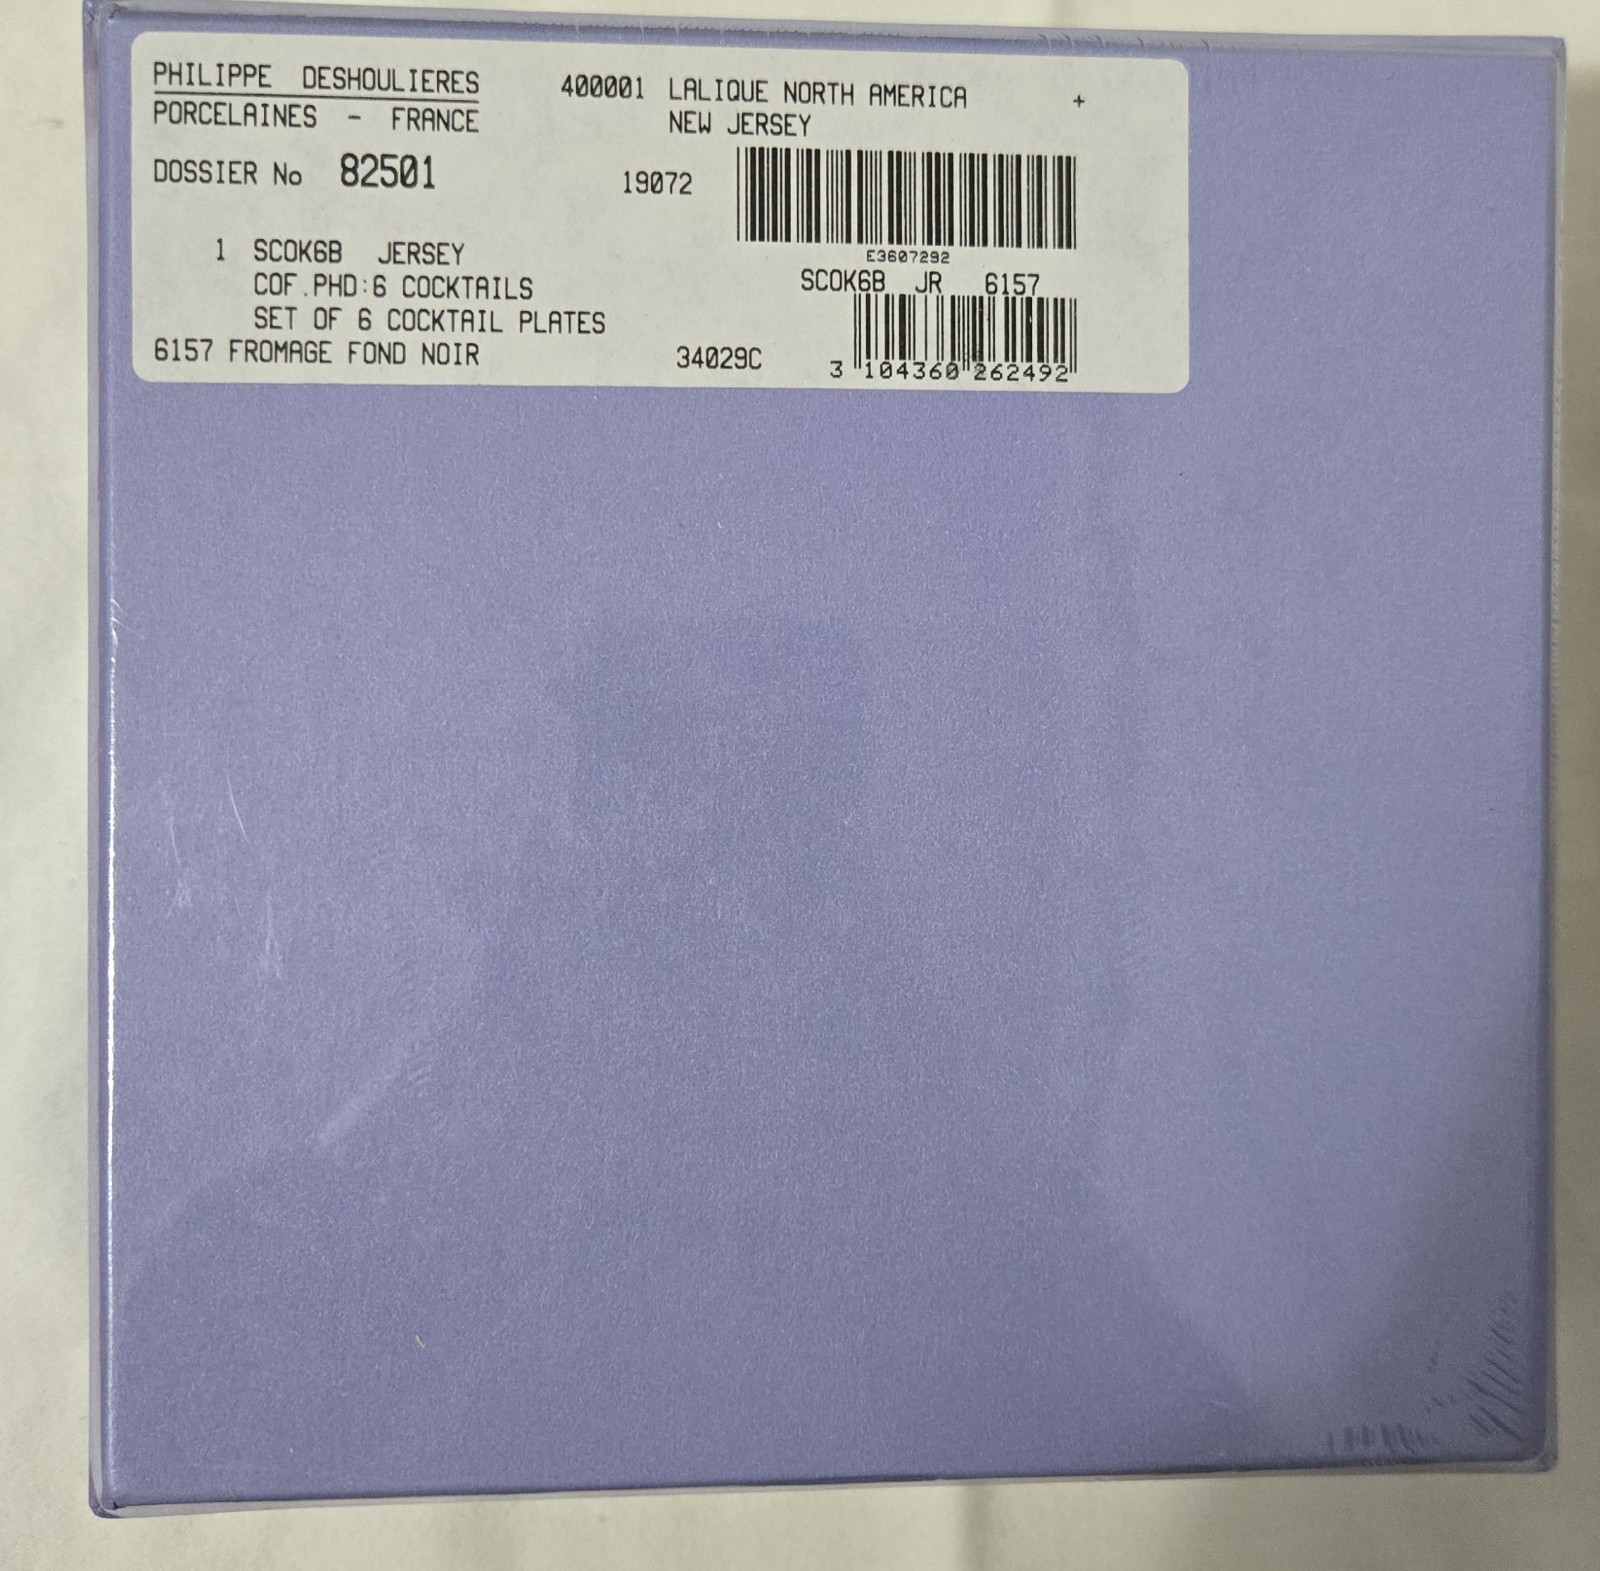 PHILIPPE DESHOULIERES
PORCELAINES - FRANCE
400001 LALIQUE NORTH AMERICA +
NEW JERSEY
DOSSIER No 82501
19072
E3607292
1 SCOK6B JERSEY
COF.PHD:6 COCKTAILS
SET OF 6 COCKTAIL PLATES
6157 FROMAGE FOND NOIR
34029C
SCOK6B JR 6157
3 104360 262492